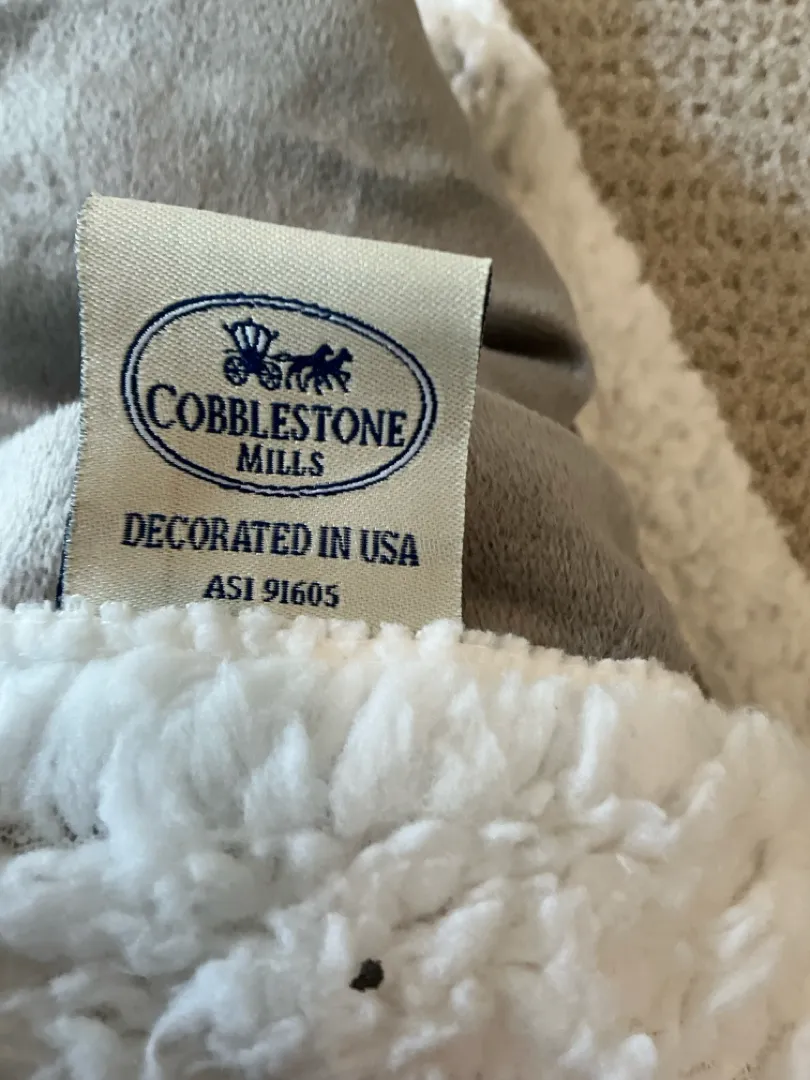 COBBLESTONE
MILLS
DECORATED IN USA
ASI 91605